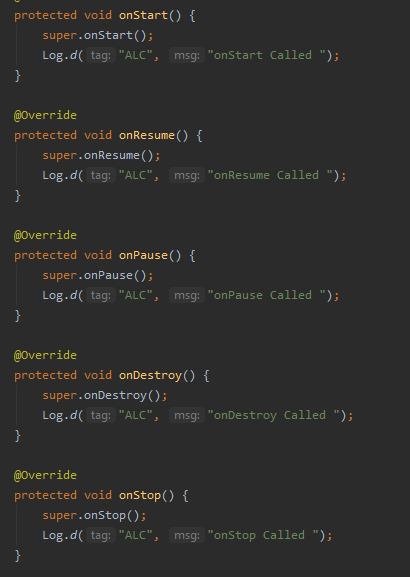 protected void onStart() {
super.onStart();
Log.d( tag: "ALC", msg: "onStart Called ");
}
@Override
protected void onResume() {
super.onResume();
Log.d( tag: "ALC", msg: "onResume Called ");
}
@Override
protected void onPause() {
super.onPause();
Log.d( tag: "ALC", msg: "onPause Called ");
}
@Override
protected void onDestroy() {
super.onDestroy();
Log.d( tag: "ALC", msg: "onDestroy Called ");
}
@Override
protected void onStop() {
super.onStop();
Log.d( tag: "ALC", msg: "onStop Called ");
}